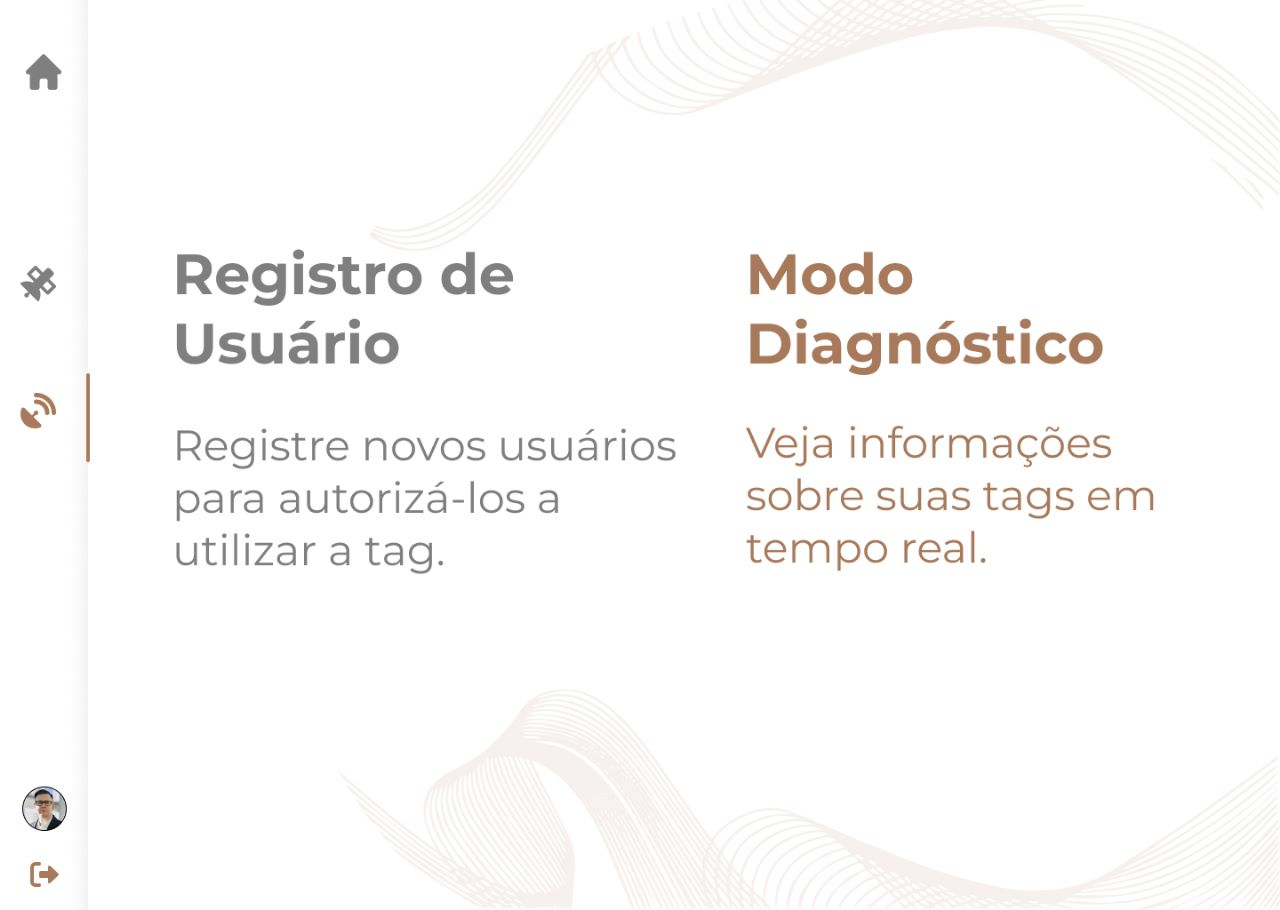 Registro de
Usuário
Registre novos usuários
para autorizá-los a
utilizar a tag.
Modo
Diagnóstico
Veja informações
sobre suas tags em
tempo real.